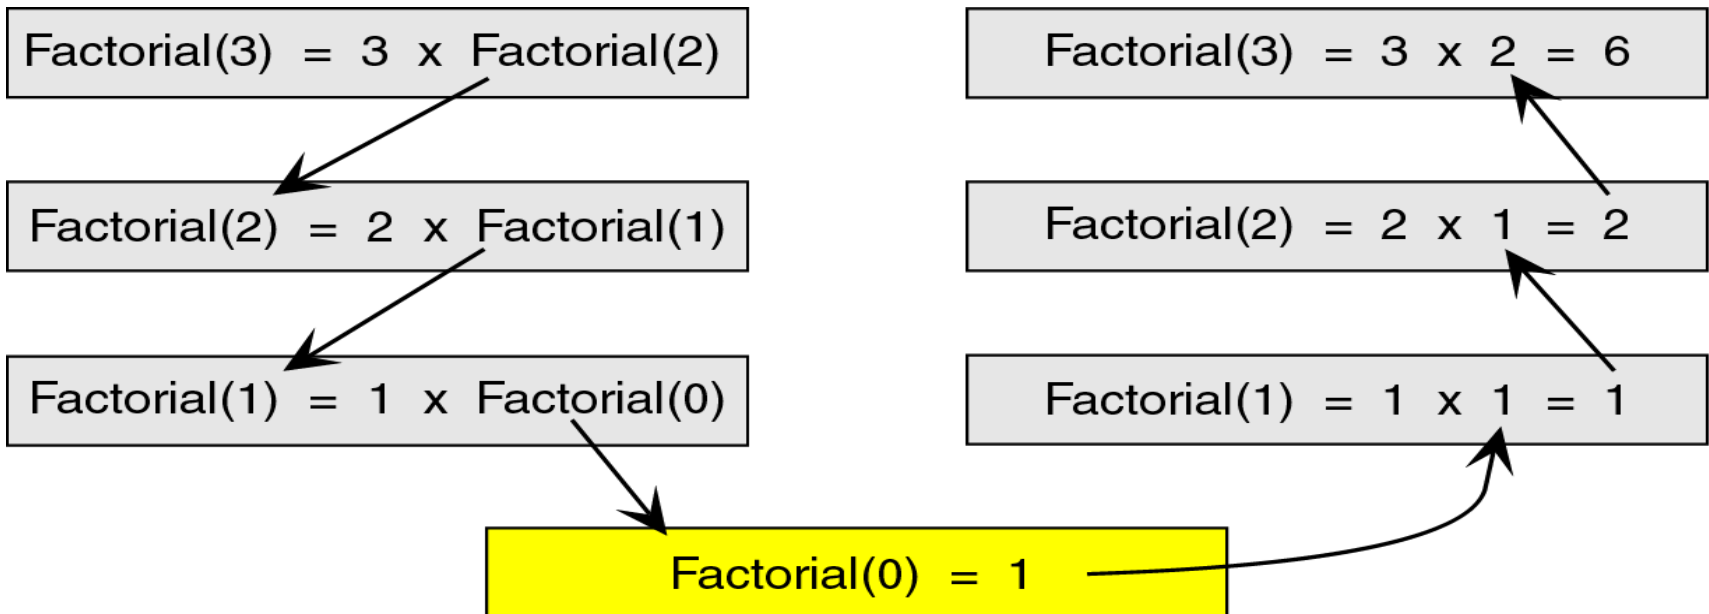 Factorial(3) = 3 x Factorial(2)
Factorial(2) = 2 x Factorial(1)
Factorial(1) = 1 x Factorial(0)
Factorial(0) = 1
Factorial(1) = 1 x 1 = 1
Factorial(2) = 2 x 1 = 2
Factorial(3) = 3 x 2 = 6